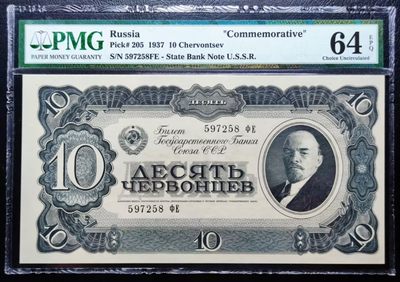 PMG
PAPER MONEY GUARANTY
Russia
"Commemorative"
Pick# 205 1937 10 Chervontsev
S/N 597258FE - State Bank Note U.S.S.R.
64 EPQ
Choice Uncirculated
ДЕСЯТЬ
Билет
Государственного Банка
Союза ССР
597258 ФЕ
10
ДЕСЯТЬ
ЧЕРВОНЦЕВ
597258 ФЕ
10
10